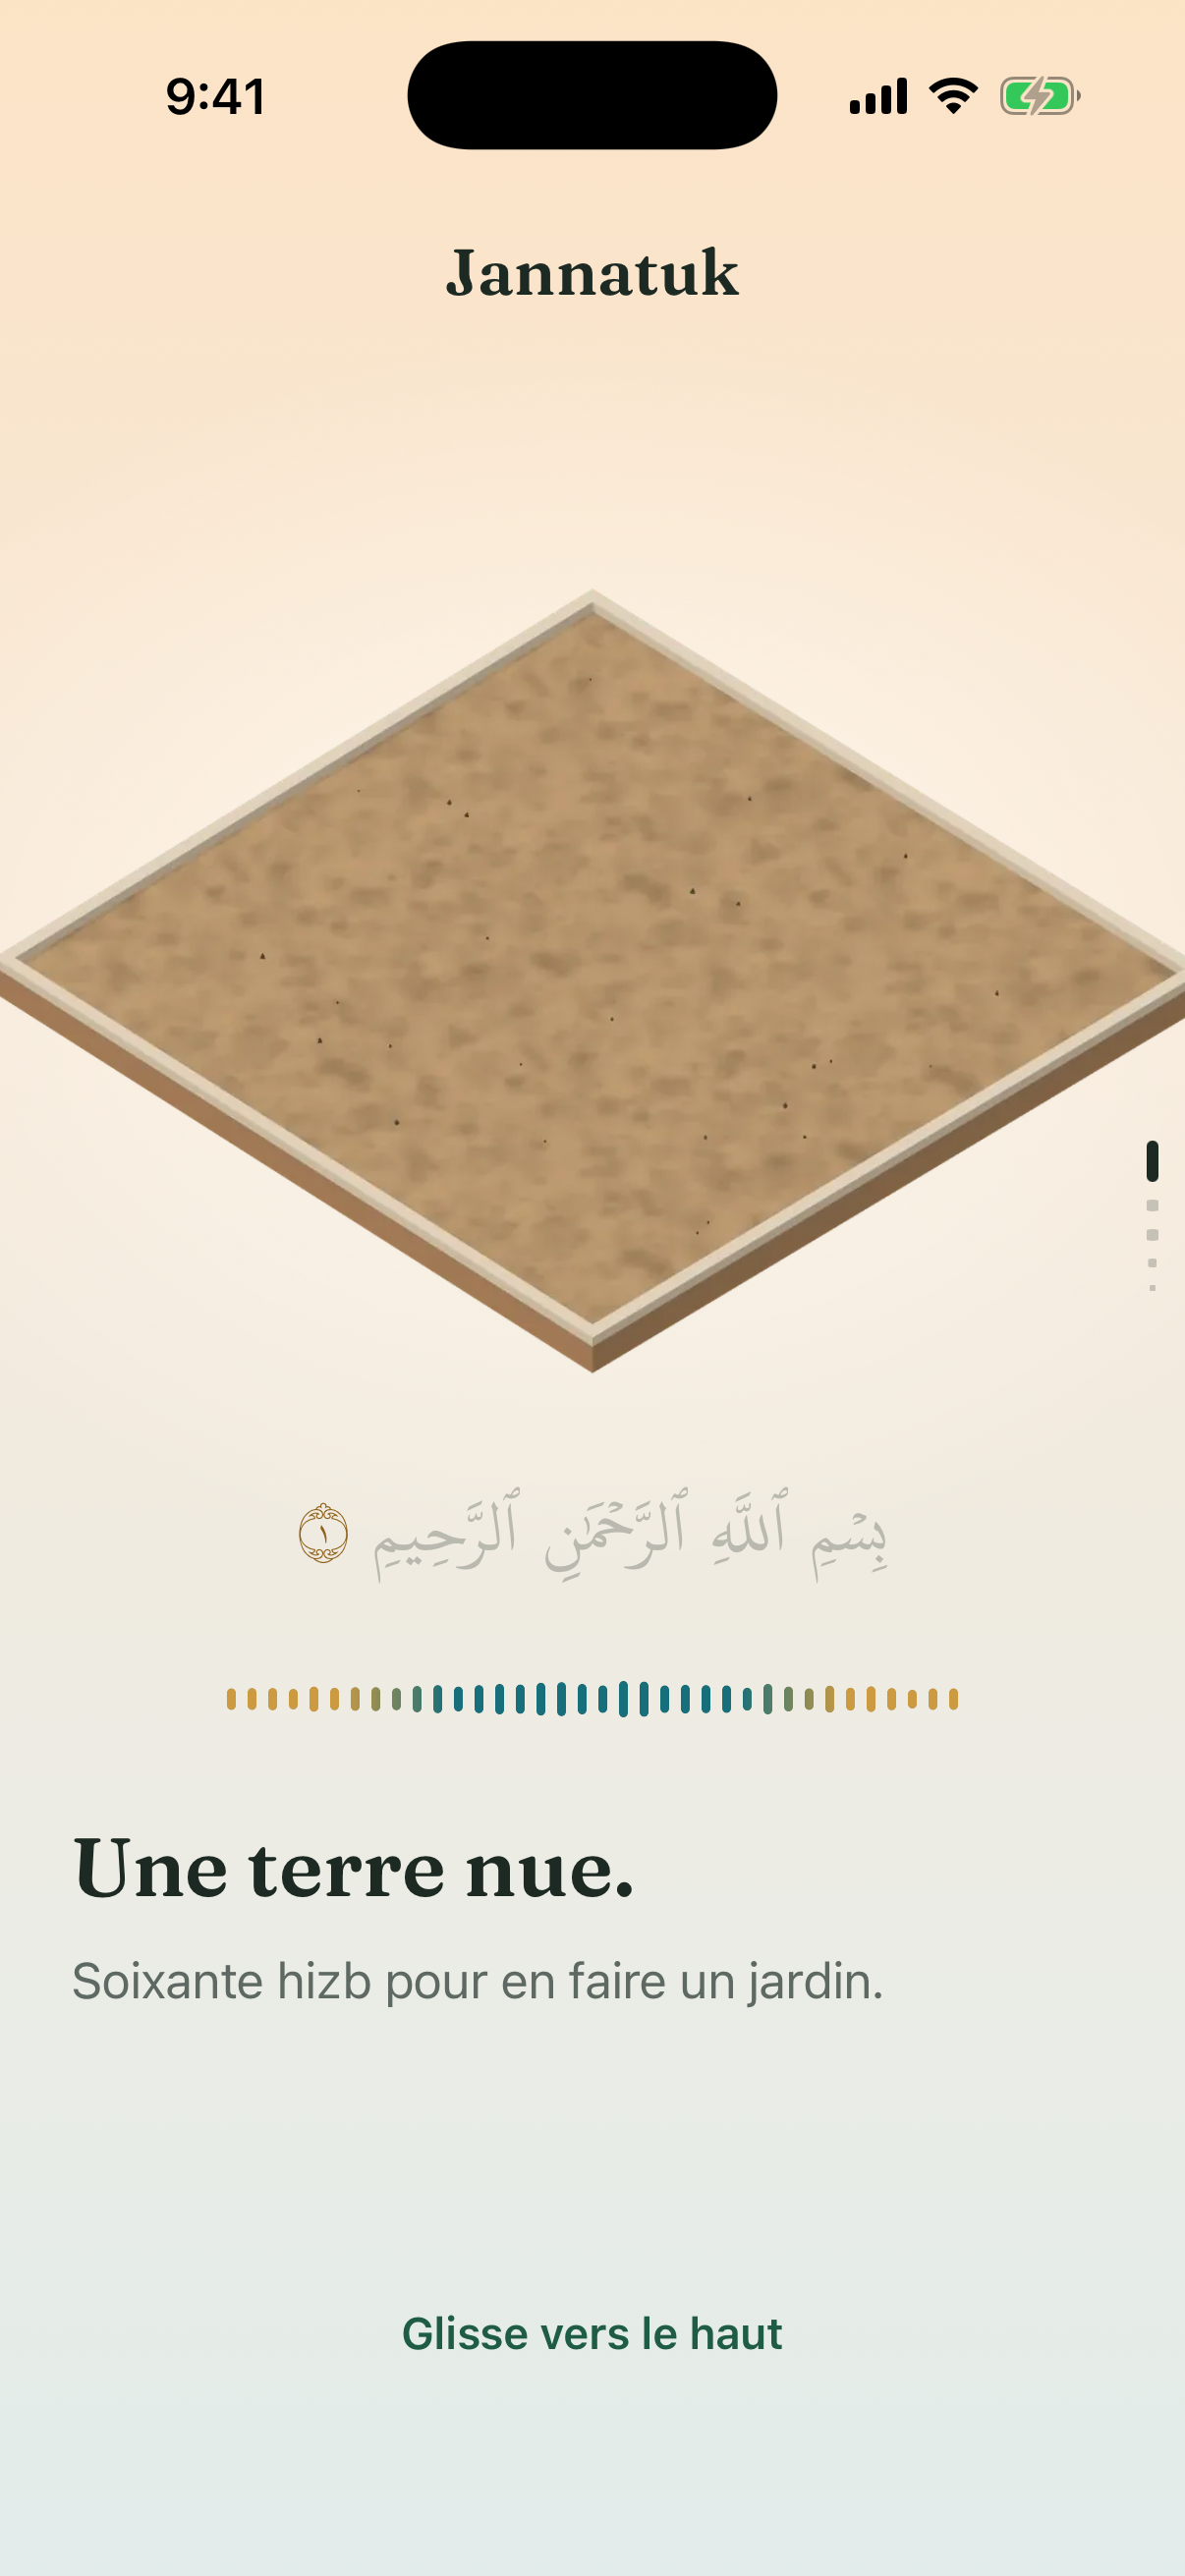 9:41
Jannatuk
بِسْمِ ٱللَّهِ ٱلرَّحْمَٰنِ ٱلرَّحِيمِ ١
Une terre nue.
Soixante hizb pour en faire un jardin.
Glisse vers le haut